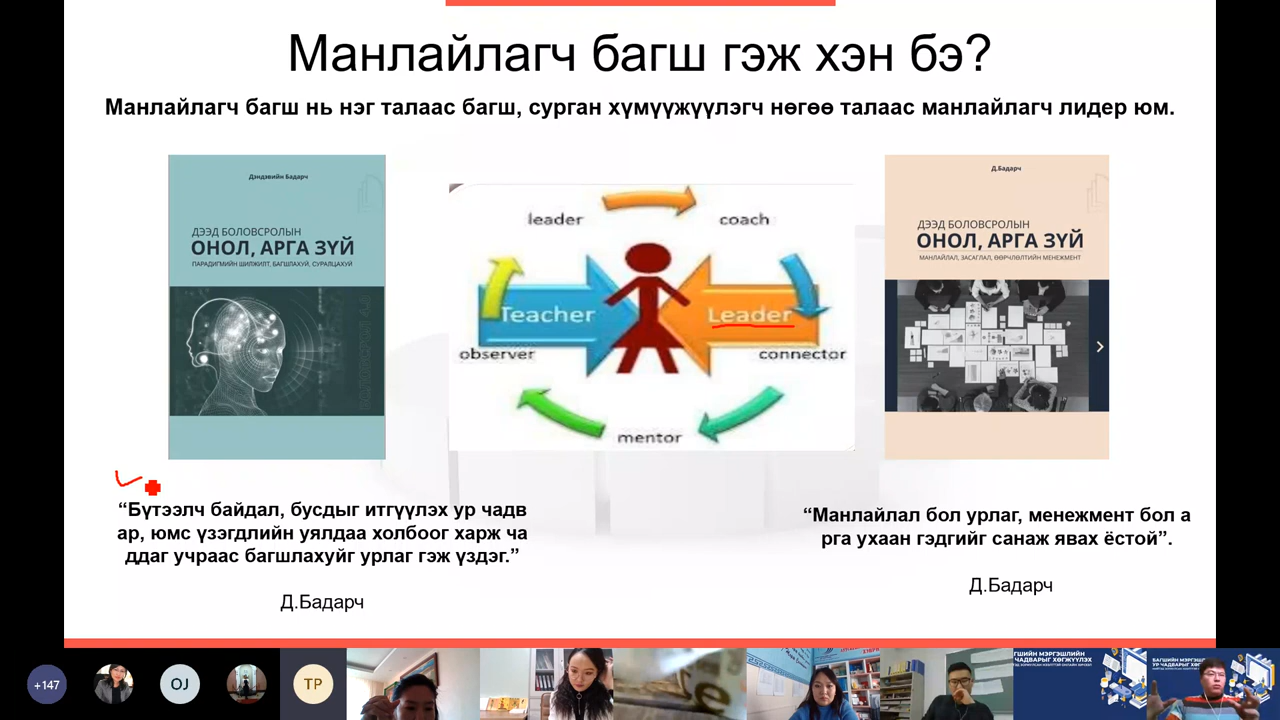 Манлайлагч багш гэж хэн бэ?
Манлайлагч багш нь нэг талаас багш, сурган хүмүүжүүлэгч нөгөө талаас манлайлагч лидер юм.
Дэндэвийн Бадарч
ДЭЭД БОЛОВСРОЛЫН
ОНОЛ, АРГА ЗҮЙ
ПАРАДИГМИЙН ШИЛЖИЛТ, БАГШЛАХУЙ, СУРАЛЦАХУЙ
leader
coach
Teacher
Leader
observer
connector
mentor
Д.Бадарч
ДЭЭД БОЛОВСРОЛЫН
ОНОЛ, АРГА ЗҮЙ
МАНЛАЙЛАЛ, ЗАСАГЛАЛ, ӨӨРЧЛӨЛТИЙН МЕНЕЖМЕНТ
“Бүтээлч байдал, бусдыг итгүүлэх ур чадв
ар, юмс үзэгдлийн уялдаа холбоог харж ча
ддаг учраас багшлахуйг урлаг гэж үздэг.”
Д.Бадарч
“Манлайлал бол урлаг, менежмент бол а
рга ухаан гэдгийг санаж явах ёстой”.
Д.Бадарч
+147
OJ
TP